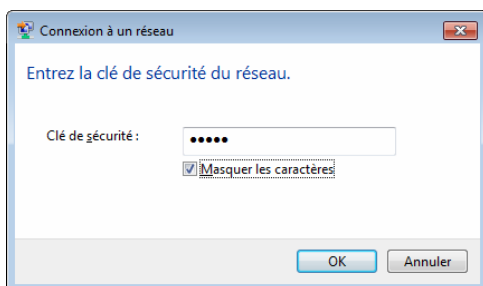 Connexion à un réseau
Entrez la clé de sécurité du réseau.
Clé de sécurité : •••••
Masquer les caractères
OK Annuler